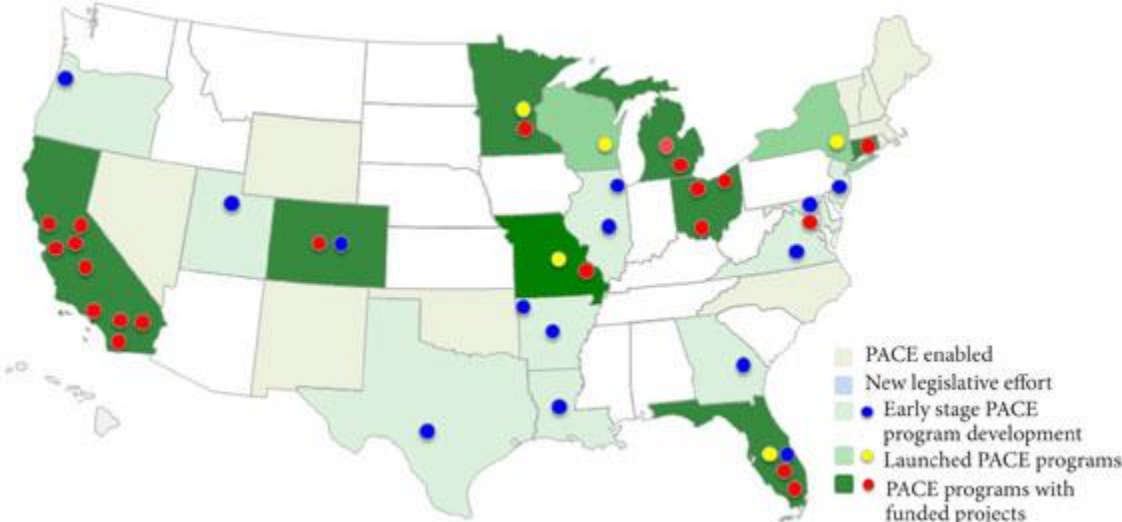 PACE enabled
New legislative effort
Early stage PACE
program development
Launched PACE programs
PACE programs with
funded projects